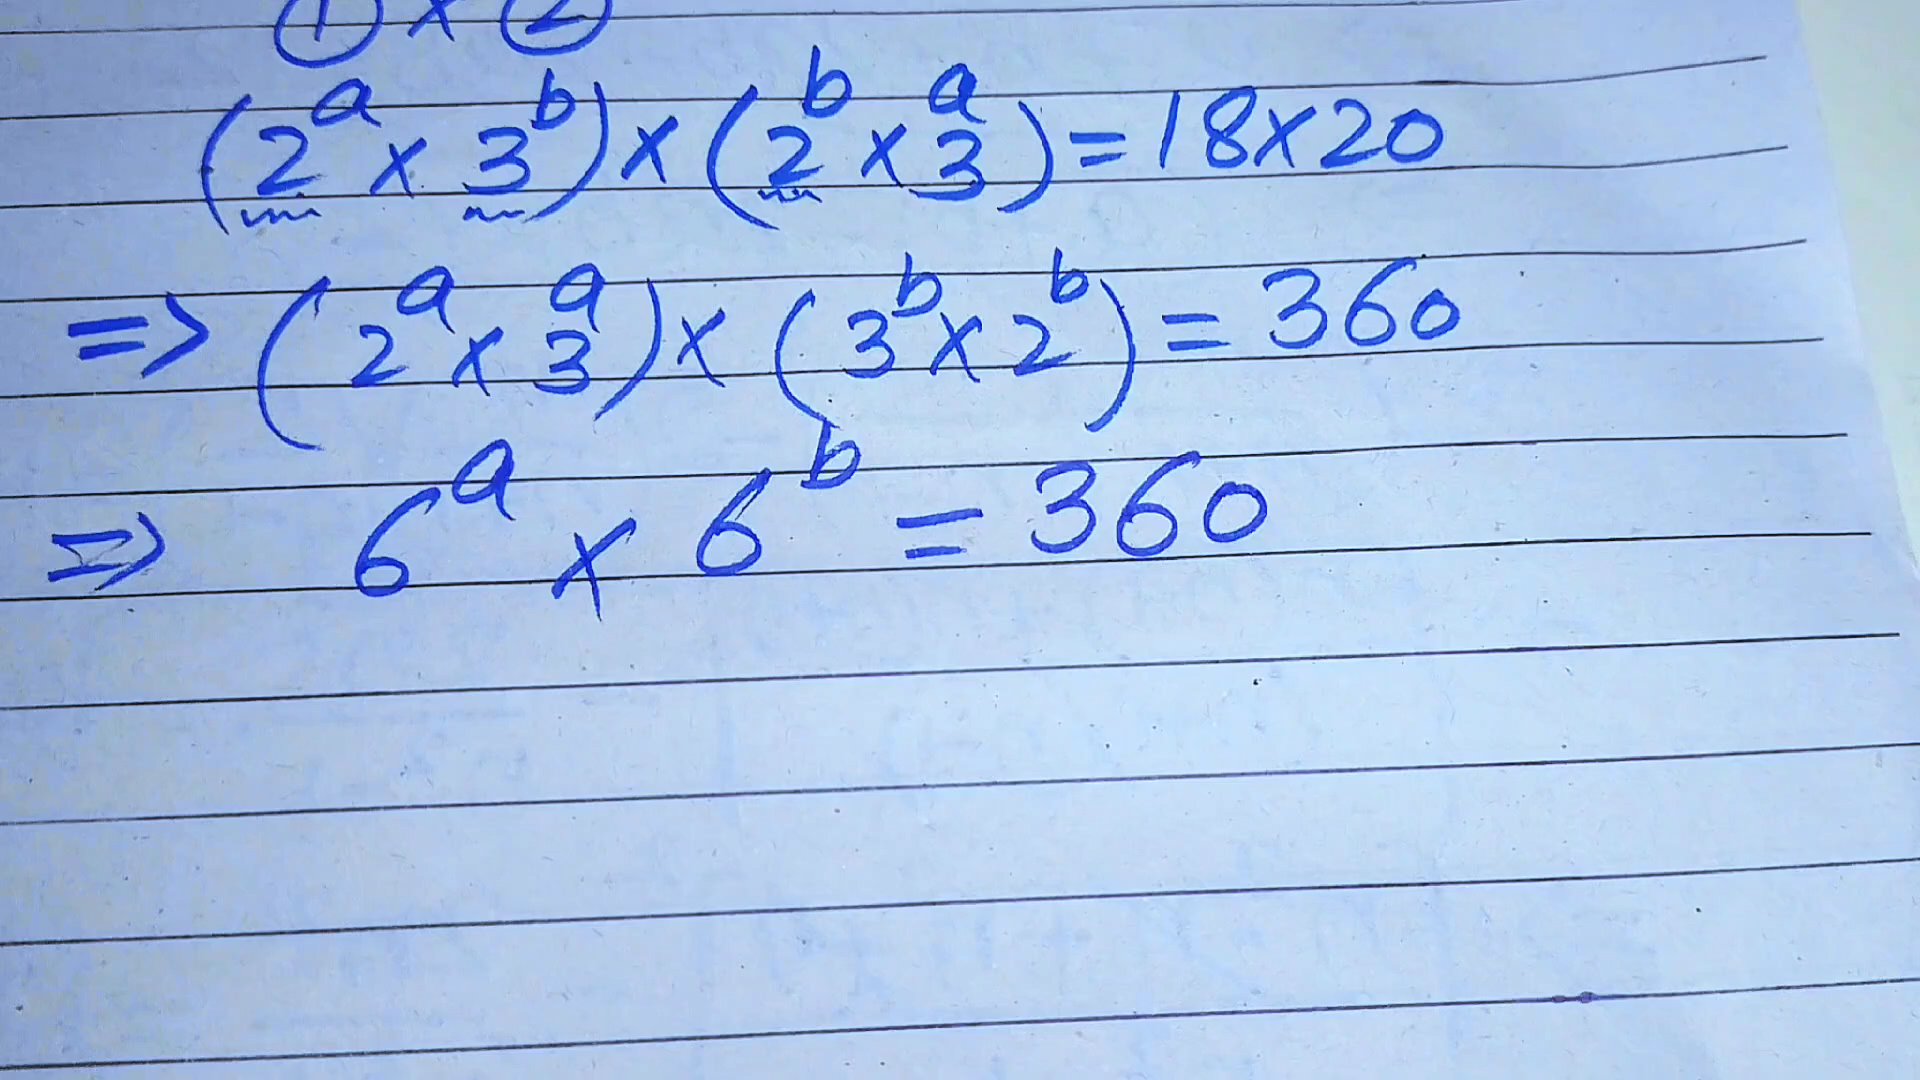 ① × ②
(2^a × 3^b) × (2^b × 3^a) = 18×20
⇒ (2^a × 3^a) × (3^b × 2^b) = 360
⇒ 6^a × 6^b = 360